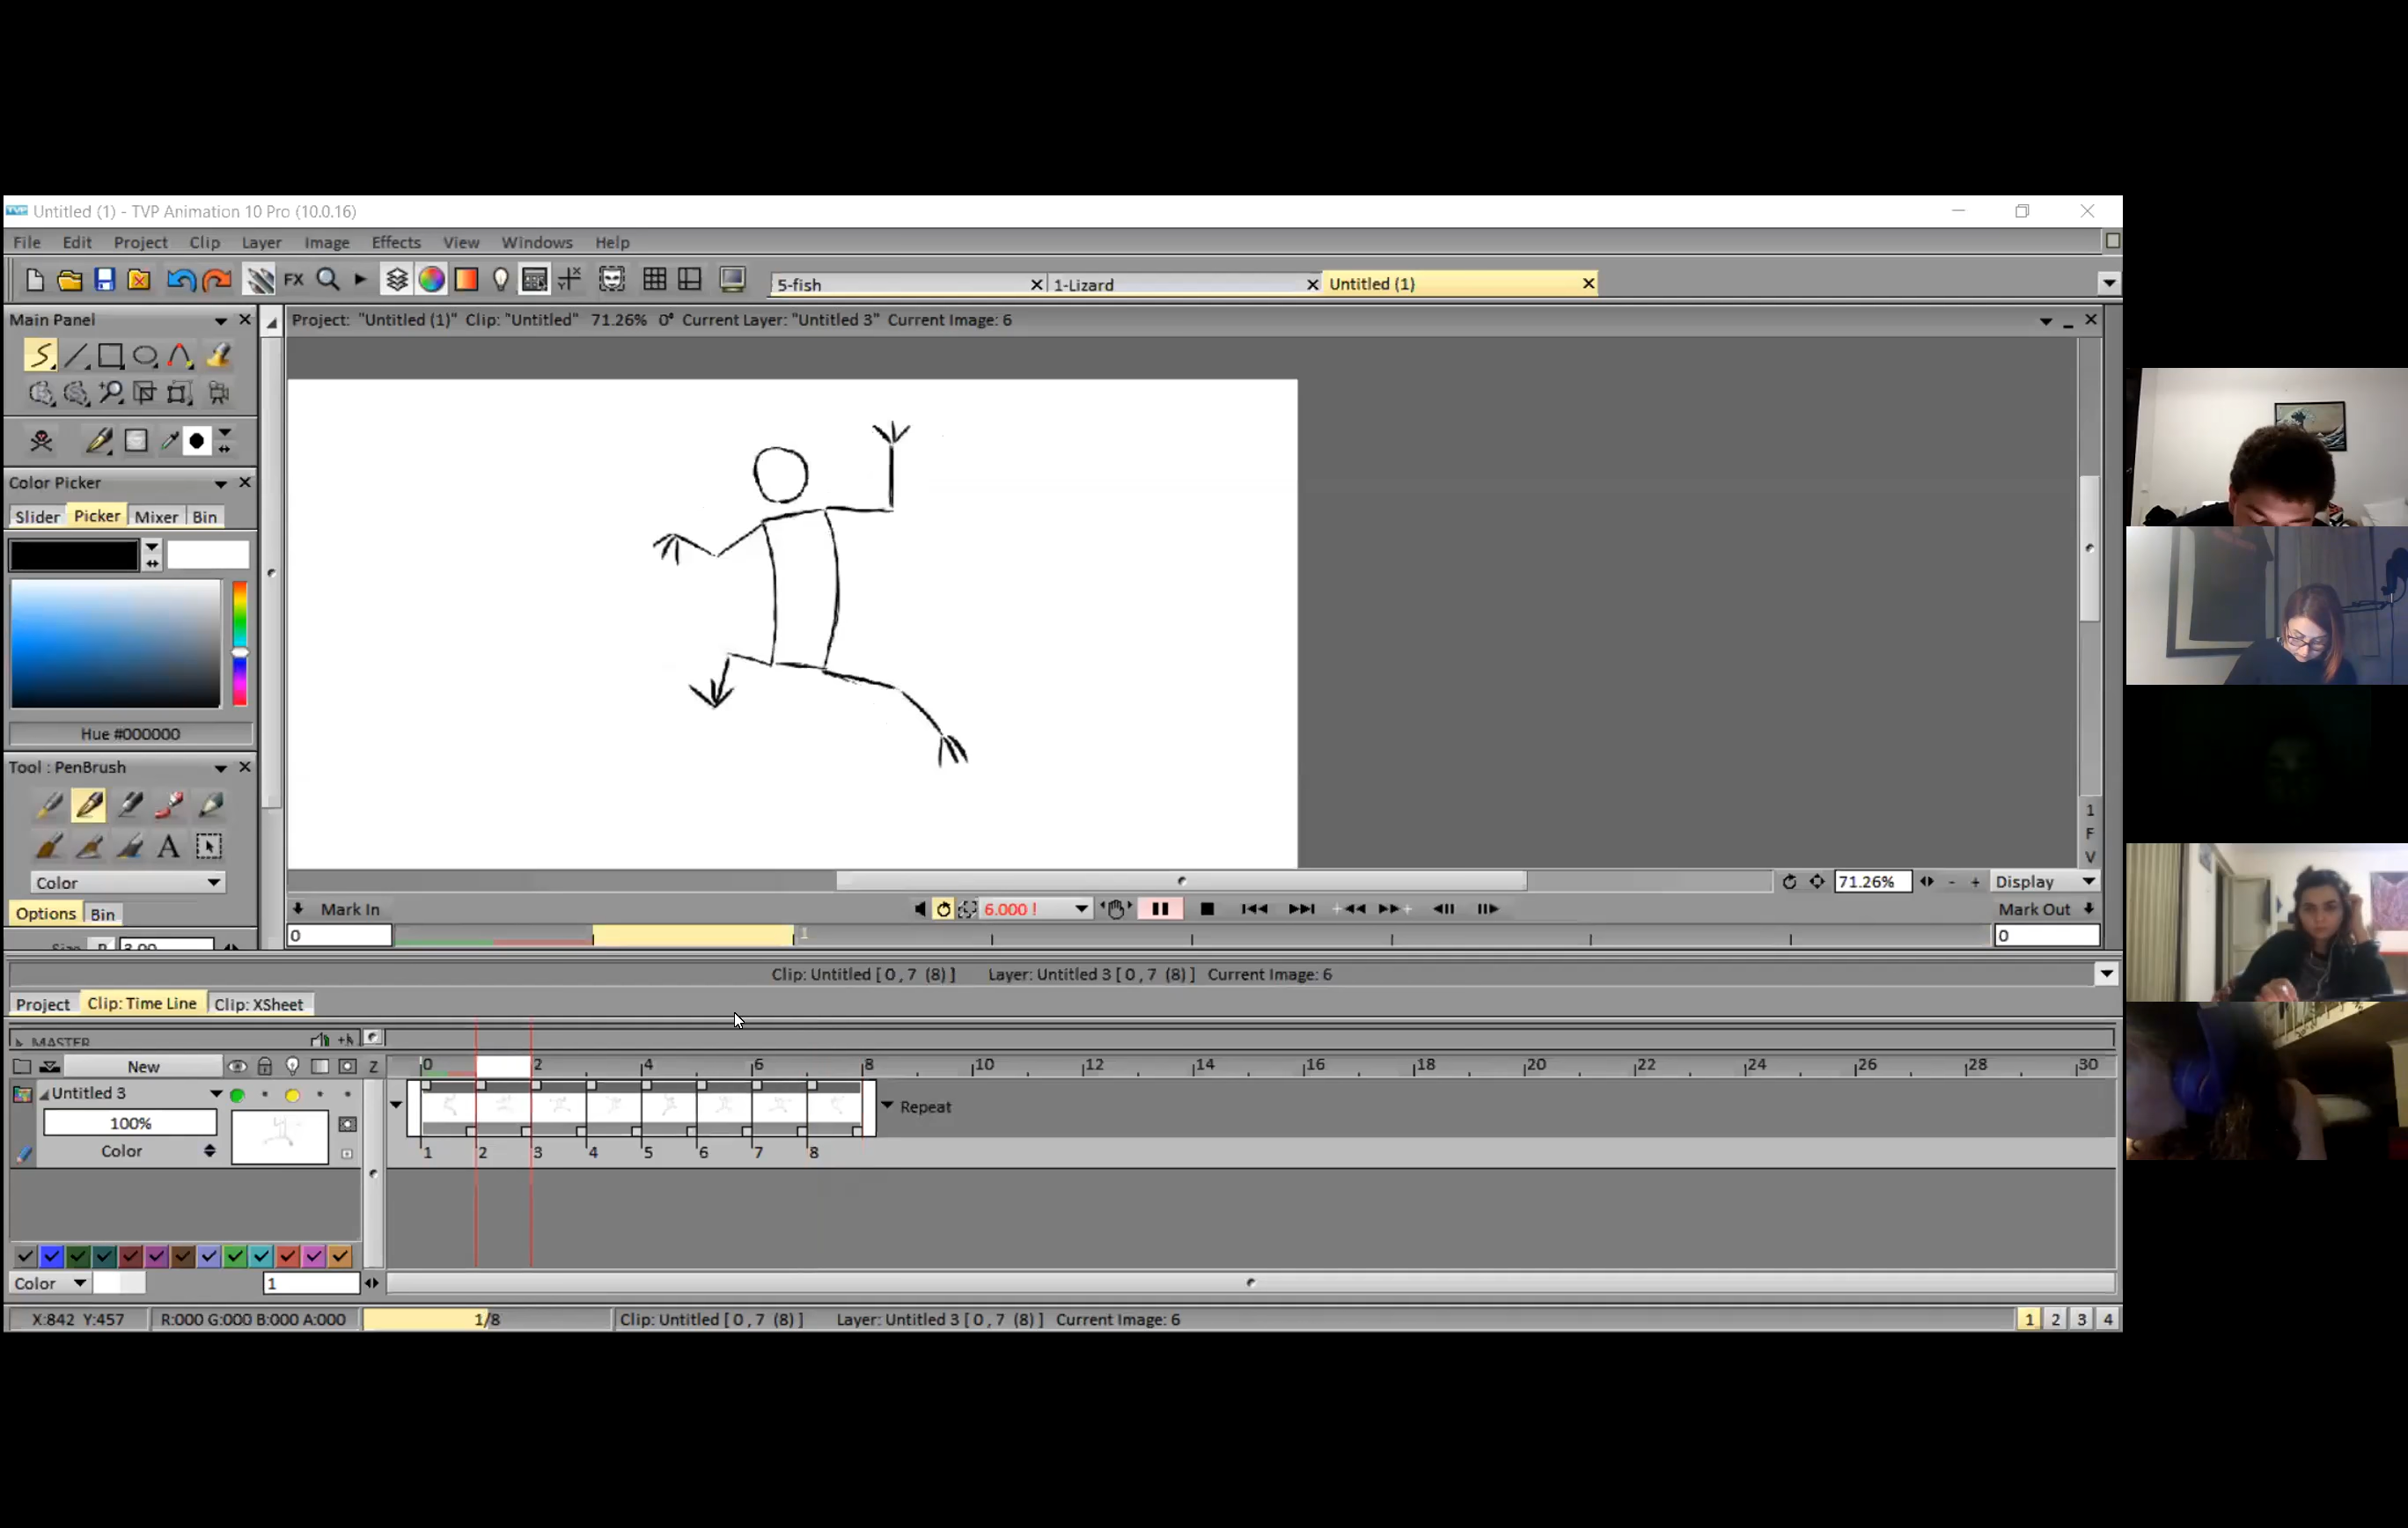 Untitled (1) - TVP Animation 10 Pro (10.0.16)
File Edit Project Clip Layer Image Effects View Windows Help
FX 5-fish 1-Lizard Untitled (1)
Main Panel
Project: "Untitled (1)" Clip: "Untitled" 71.26% 0° Current Layer: "Untitled 3" Current Image: 6
Color Picker
Slider Picker Mixer Bin
Hue #000000
Tool : PenBrush
A
Color
Options Bin
Size P 3.00
1
F
V
71.26% - + Display
Mark In 6.000 ! Mark Out
0 1 0
Clip: Untitled [ 0 , 7 (8) ] Layer: Untitled 3 [ 0 , 7 (8) ] Current Image: 6
Project Clip: Time Line Clip: XSheet
MASTER
New Z 0 2 4 6 8 10 12 14 16 18 20 22 24 26 28 30
Untitled 3
100% Repeat
Color 1 2 3 4 5 6 7 8
Color 1
X:842 Y:457 R:000 G:000 B:000 A:000 1/8 Clip: Untitled [ 0 , 7 (8) ] Layer: Untitled 3 [ 0 , 7 (8) ] Current Image: 6 1 2 3 4